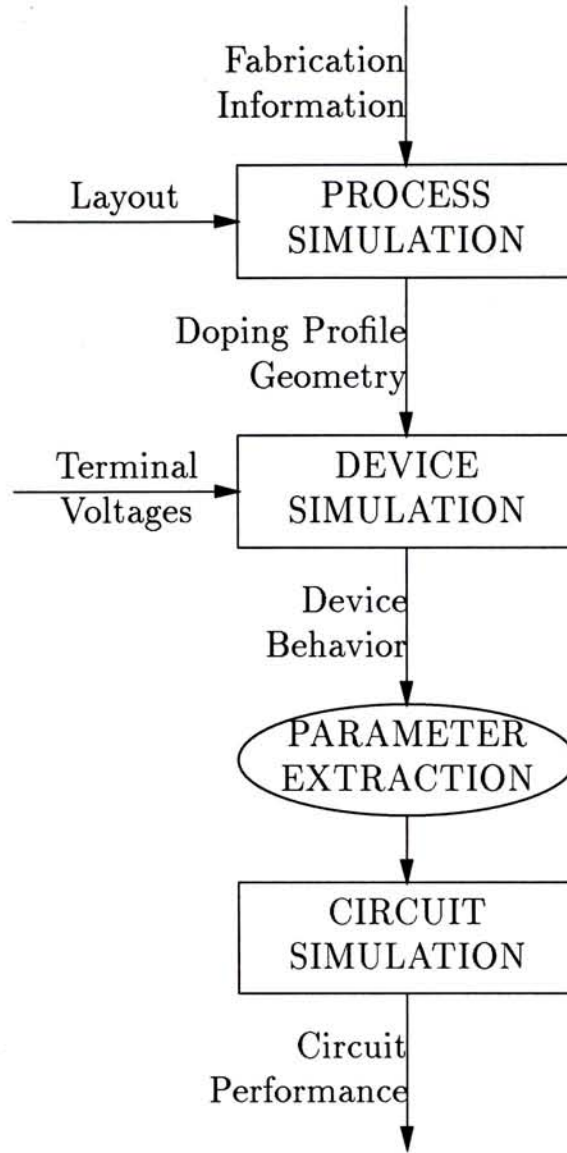 Fabrication
Information
Layout
PROCESS
SIMULATION
Doping Profile
Geometry
Terminal
Voltages
DEVICE
SIMULATION
Device
Behavior
PARAMETER
EXTRACTION
CIRCUIT
SIMULATION
Circuit
Performance